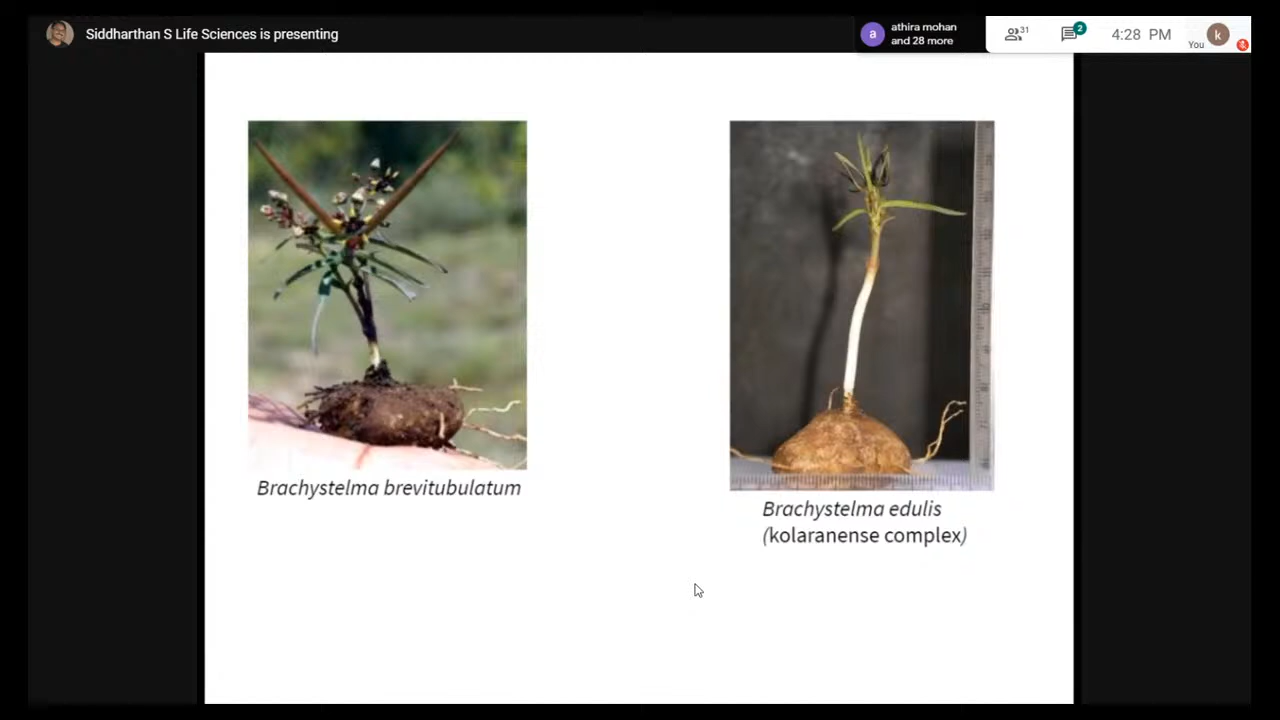 Siddharthan S Life Sciences is presenting
a
athira mohan
and 28 more
31
2
4:28 PM
You
k
Brachystelma brevitubulatum
Brachystelma edulis
(kolaranense complex)